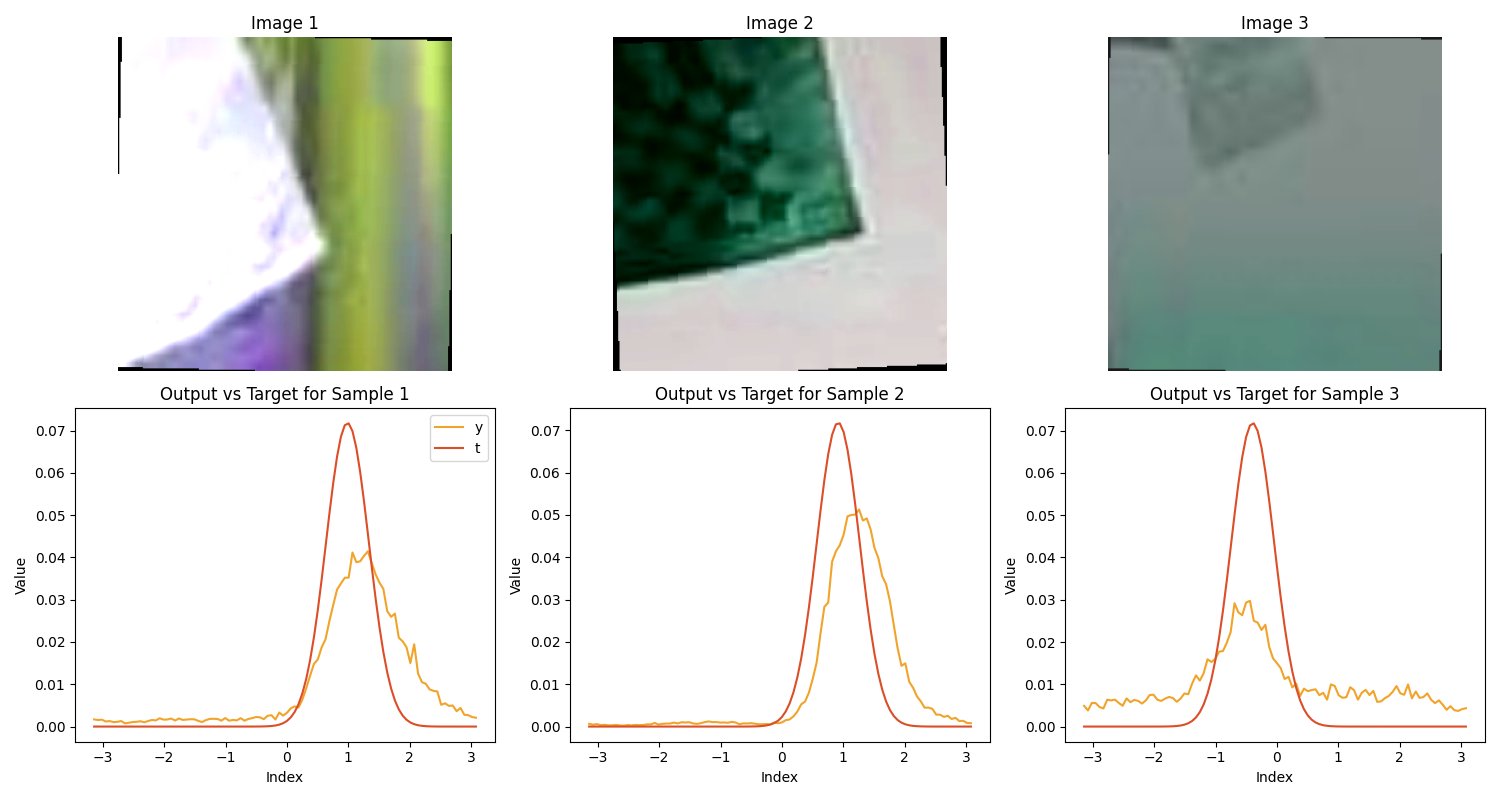 Image 1
Image 2
Image 3
Output vs Target for Sample 1
Output vs Target for Sample 2
Output vs Target for Sample 3
Value
0.07
0.06
0.05
0.04
0.03
0.02
0.01
0.00
−3 −2 −1 0 1 2 3
Index
y
t
Value
0.07
0.06
0.05
0.04
0.03
0.02
0.01
0.00
−3 −2 −1 0 1 2 3
Index
Value
0.07
0.06
0.05
0.04
0.03
0.02
0.01
0.00
−3 −2 −1 0 1 2 3
Index